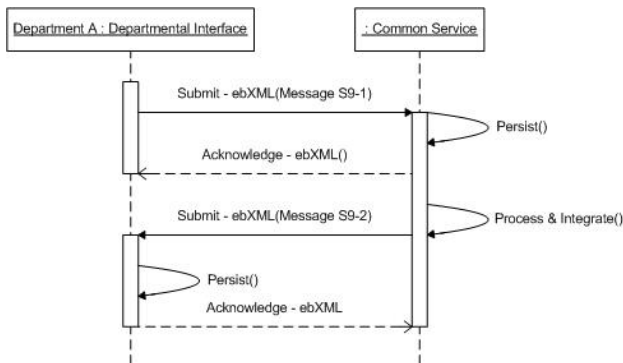 Department A : Departmental Interface
: Common Service
Submit - ebXML(Message S9-1)
Persist()
Acknowledge - ebXML()
Submit - ebXML(Message S9-2)
Process & Integrate()
Persist()
Acknowledge - ebXML